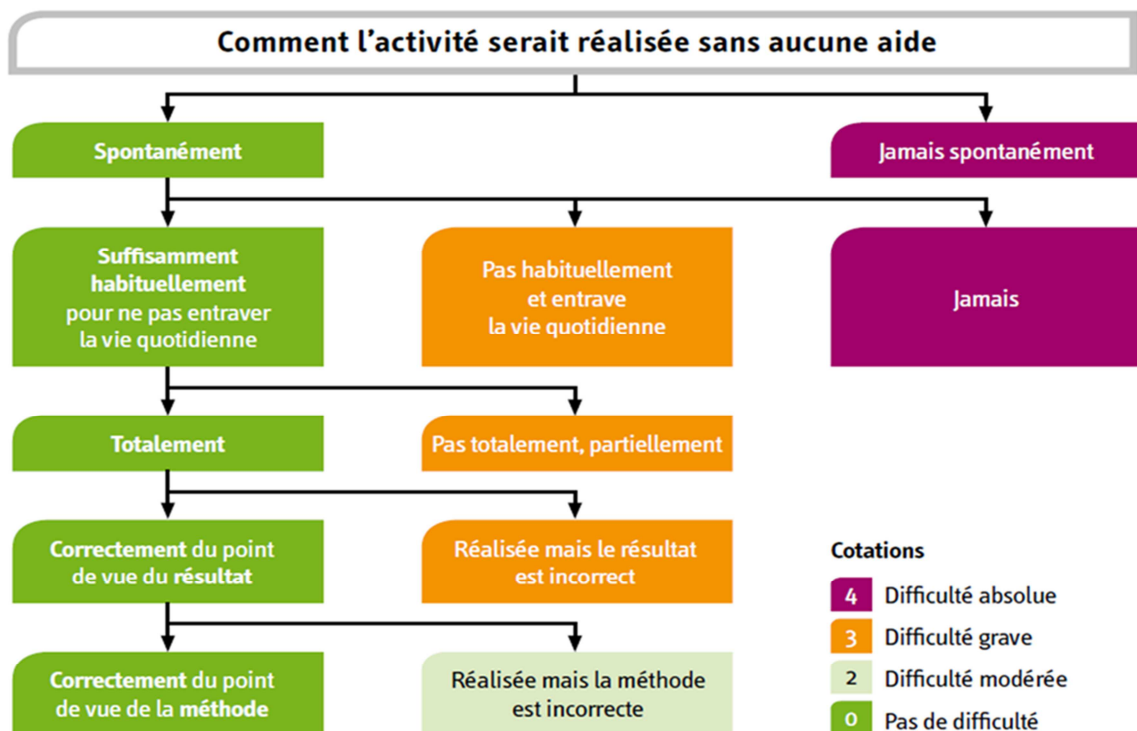 Comment l’activité serait réalisée sans aucune aide
Spontanément
Jamais spontanément
Suffisamment
habituellement
pour ne pas entraver
la vie quotidienne
Pas habituellement
et entrave
la vie quotidienne
Jamais
Totalement
Pas totalement, partiellement
Correctement du point
de vue du résultat
Réalisée mais le résultat
est incorrect
Correctement du point
de vue de la méthode
Réalisée mais la méthode
est incorrecte
Cotations
4 Difficulté absolue
3 Difficulté grave
2 Difficulté modérée
0 Pas de difficulté